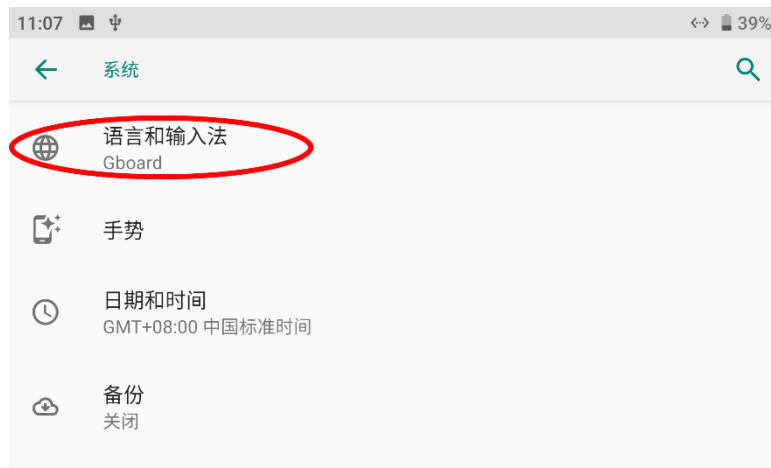 11:07 39%
系统
语言和输入法
Gboard
手势
日期和时间
GMT+08:00 中国标准时间
备份
关闭